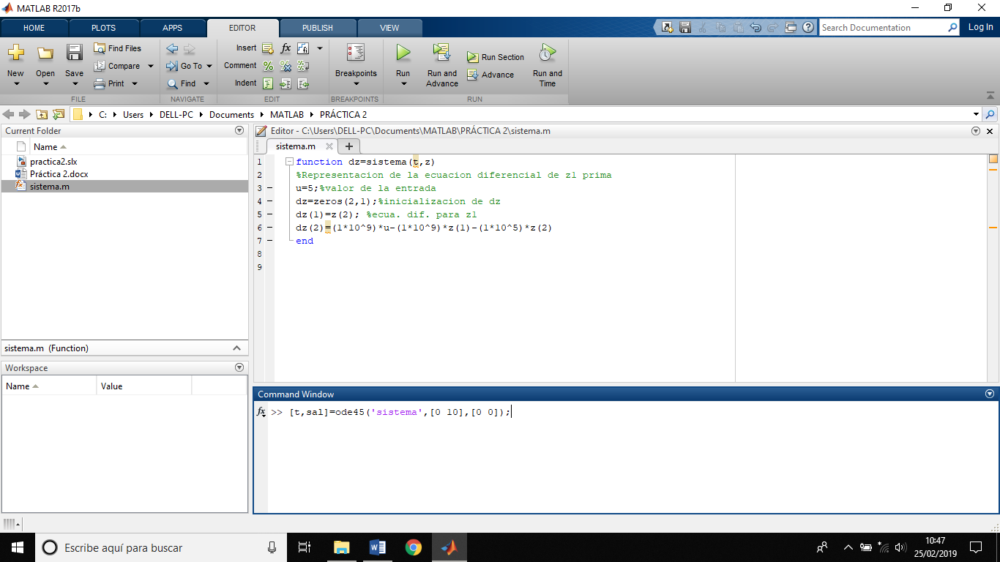 MATLAB R2017b
HOME PLOTS APPS EDITOR PUBLISH VIEW
Search Documentation Log In
New Open Save Find Files Compare Print
Go To Find
Insert Comment Indent
Breakpoints
Run Run and Advance Run Section Advance Run and Time
FILE NAVIGATE EDIT BREAKPOINTS RUN
C: Users DELL-PC Documents MATLAB PRÁCTICA 2
Current Folder
Name
practica2.slx
Práctica 2.docx
sistema.m
sistema.m (Function)
Workspace
Name Value
Editor - C:\Users\DELL-PC\Documents\MATLAB\PRÁCTICA 2\sistema.m
sistema.m
1 function dz=sistema(t,z)
2 %Representacion de la ecuacion diferencial de z1 prima
3 – u=5;%valor de la entrada
4 – dz=zeros(2,1);%inicializacion de dz
5 – dz(1)=z(2); %ecua. dif. para z1
6 – dz(2)=(1*10^9)*u-(1*10^9)*z(1)-(1*10^5)*z(2)
7 – end
8
9
Command Window
fx >> [t,sal]=ode45('sistema',[0 10],[0 0]);
Escribe aquí para buscar
10:47
25/02/2019